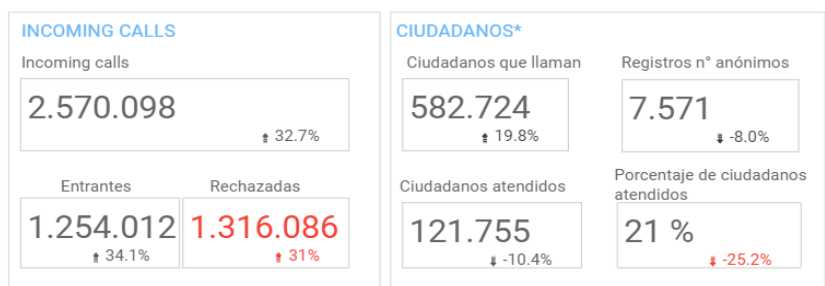 INCOMING CALLS
Incoming calls
2.570.098
32.7%
Entrantes
Rechazadas
1.254.012
34.1%
1.316.086
31%
CIUDADANOS*
Ciudadanos que llaman
Registros n° anónimos
582.724
19.8%
7.571
-8.0%
Ciudadanos atendidos
Porcentaje de ciudadanos
atendidos
121.755
-10.4%
21 %
-25.2%